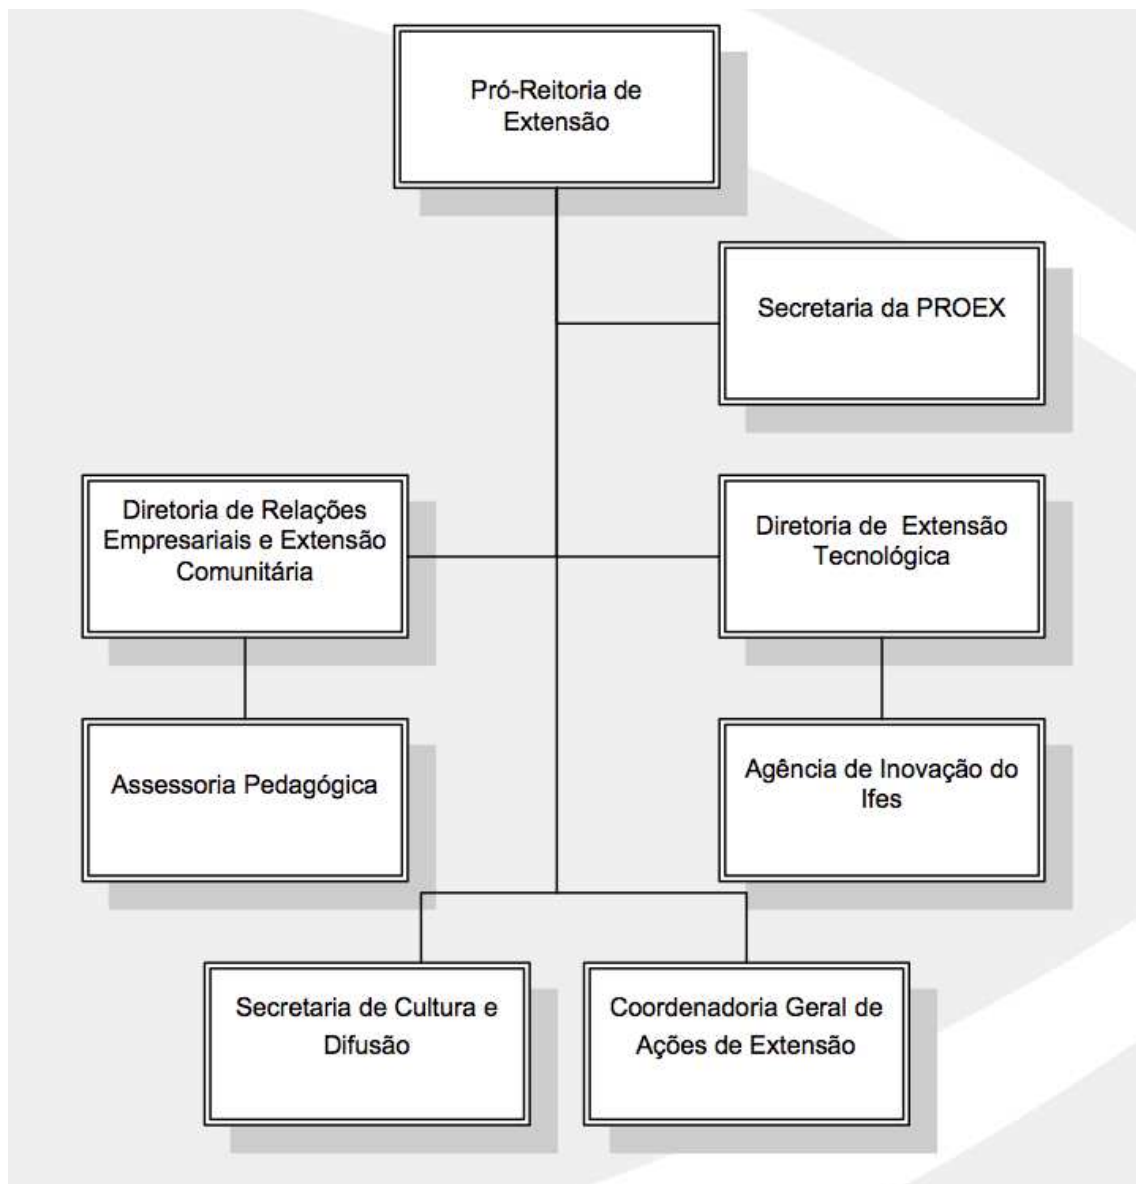 Pró-Reitoria de
Extensão
Secretaria da PROEX
Diretoria de Relações
Empresariais e Extensão
Comunitária
Diretoria de Extensão
Tecnológica
Assessoria Pedagógica
Agência de Inovação do
Ifes
Secretaria de Cultura e
Difusão
Coordenadoria Geral de
Ações de Extensão